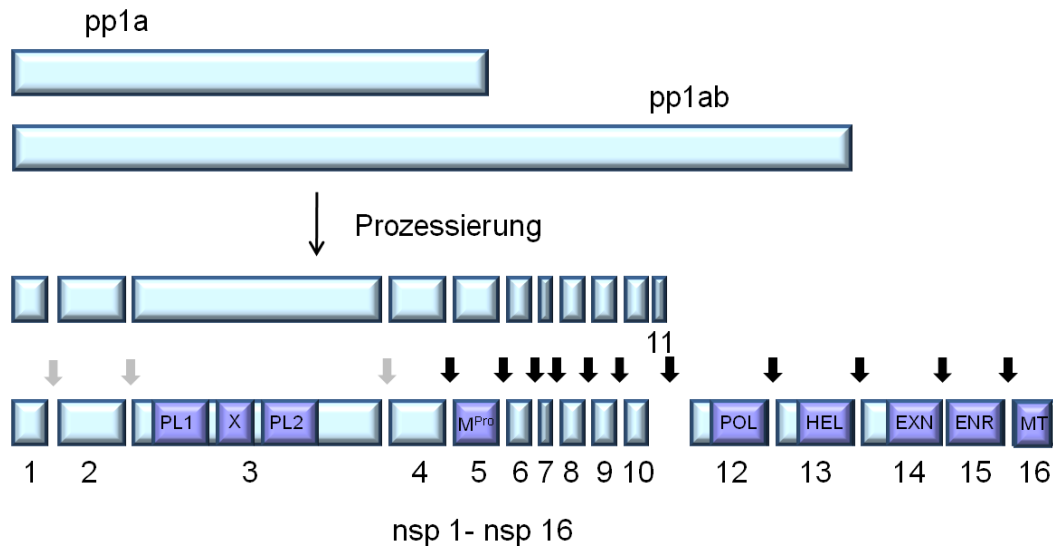 pp1a
pp1ab
Prozessierung
11
PL1 X PL2 MPro POL HEL EXN ENR MT
1 2 3 4 5 6 7 8 9 10 12 13 14 15 16
nsp 1- nsp 16